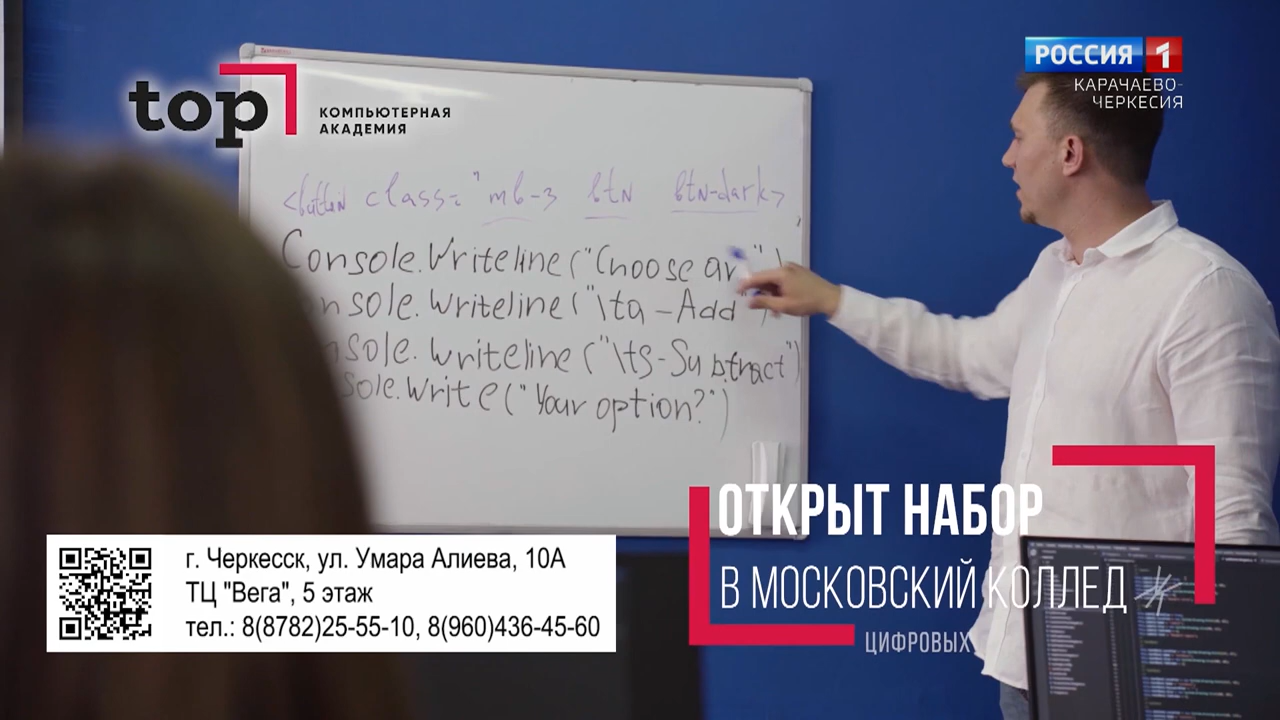 top
КОМПЬЮТЕРНАЯ
АКАДЕМИЯ
РОССИЯ 1
КАРАЧАЕВО-
ЧЕРКЕСИЯ
<button class="mb-3 btn btn-dark>
Console.Writeline("Choose an")
nsole.Writeline("\ta-Add")
nsole.Writeline("\ts-Subtract")
sole.Write("Your option?")
ОТКРЫТ НАБОР
В МОСКОВСКИЙ КОЛЛЕД
ЦИФРОВЫХ
г. Черкесск, ул. Умара Алиева, 10А
ТЦ "Вега", 5 этаж
тел.: 8(8782)25-55-10, 8(960)436-45-60